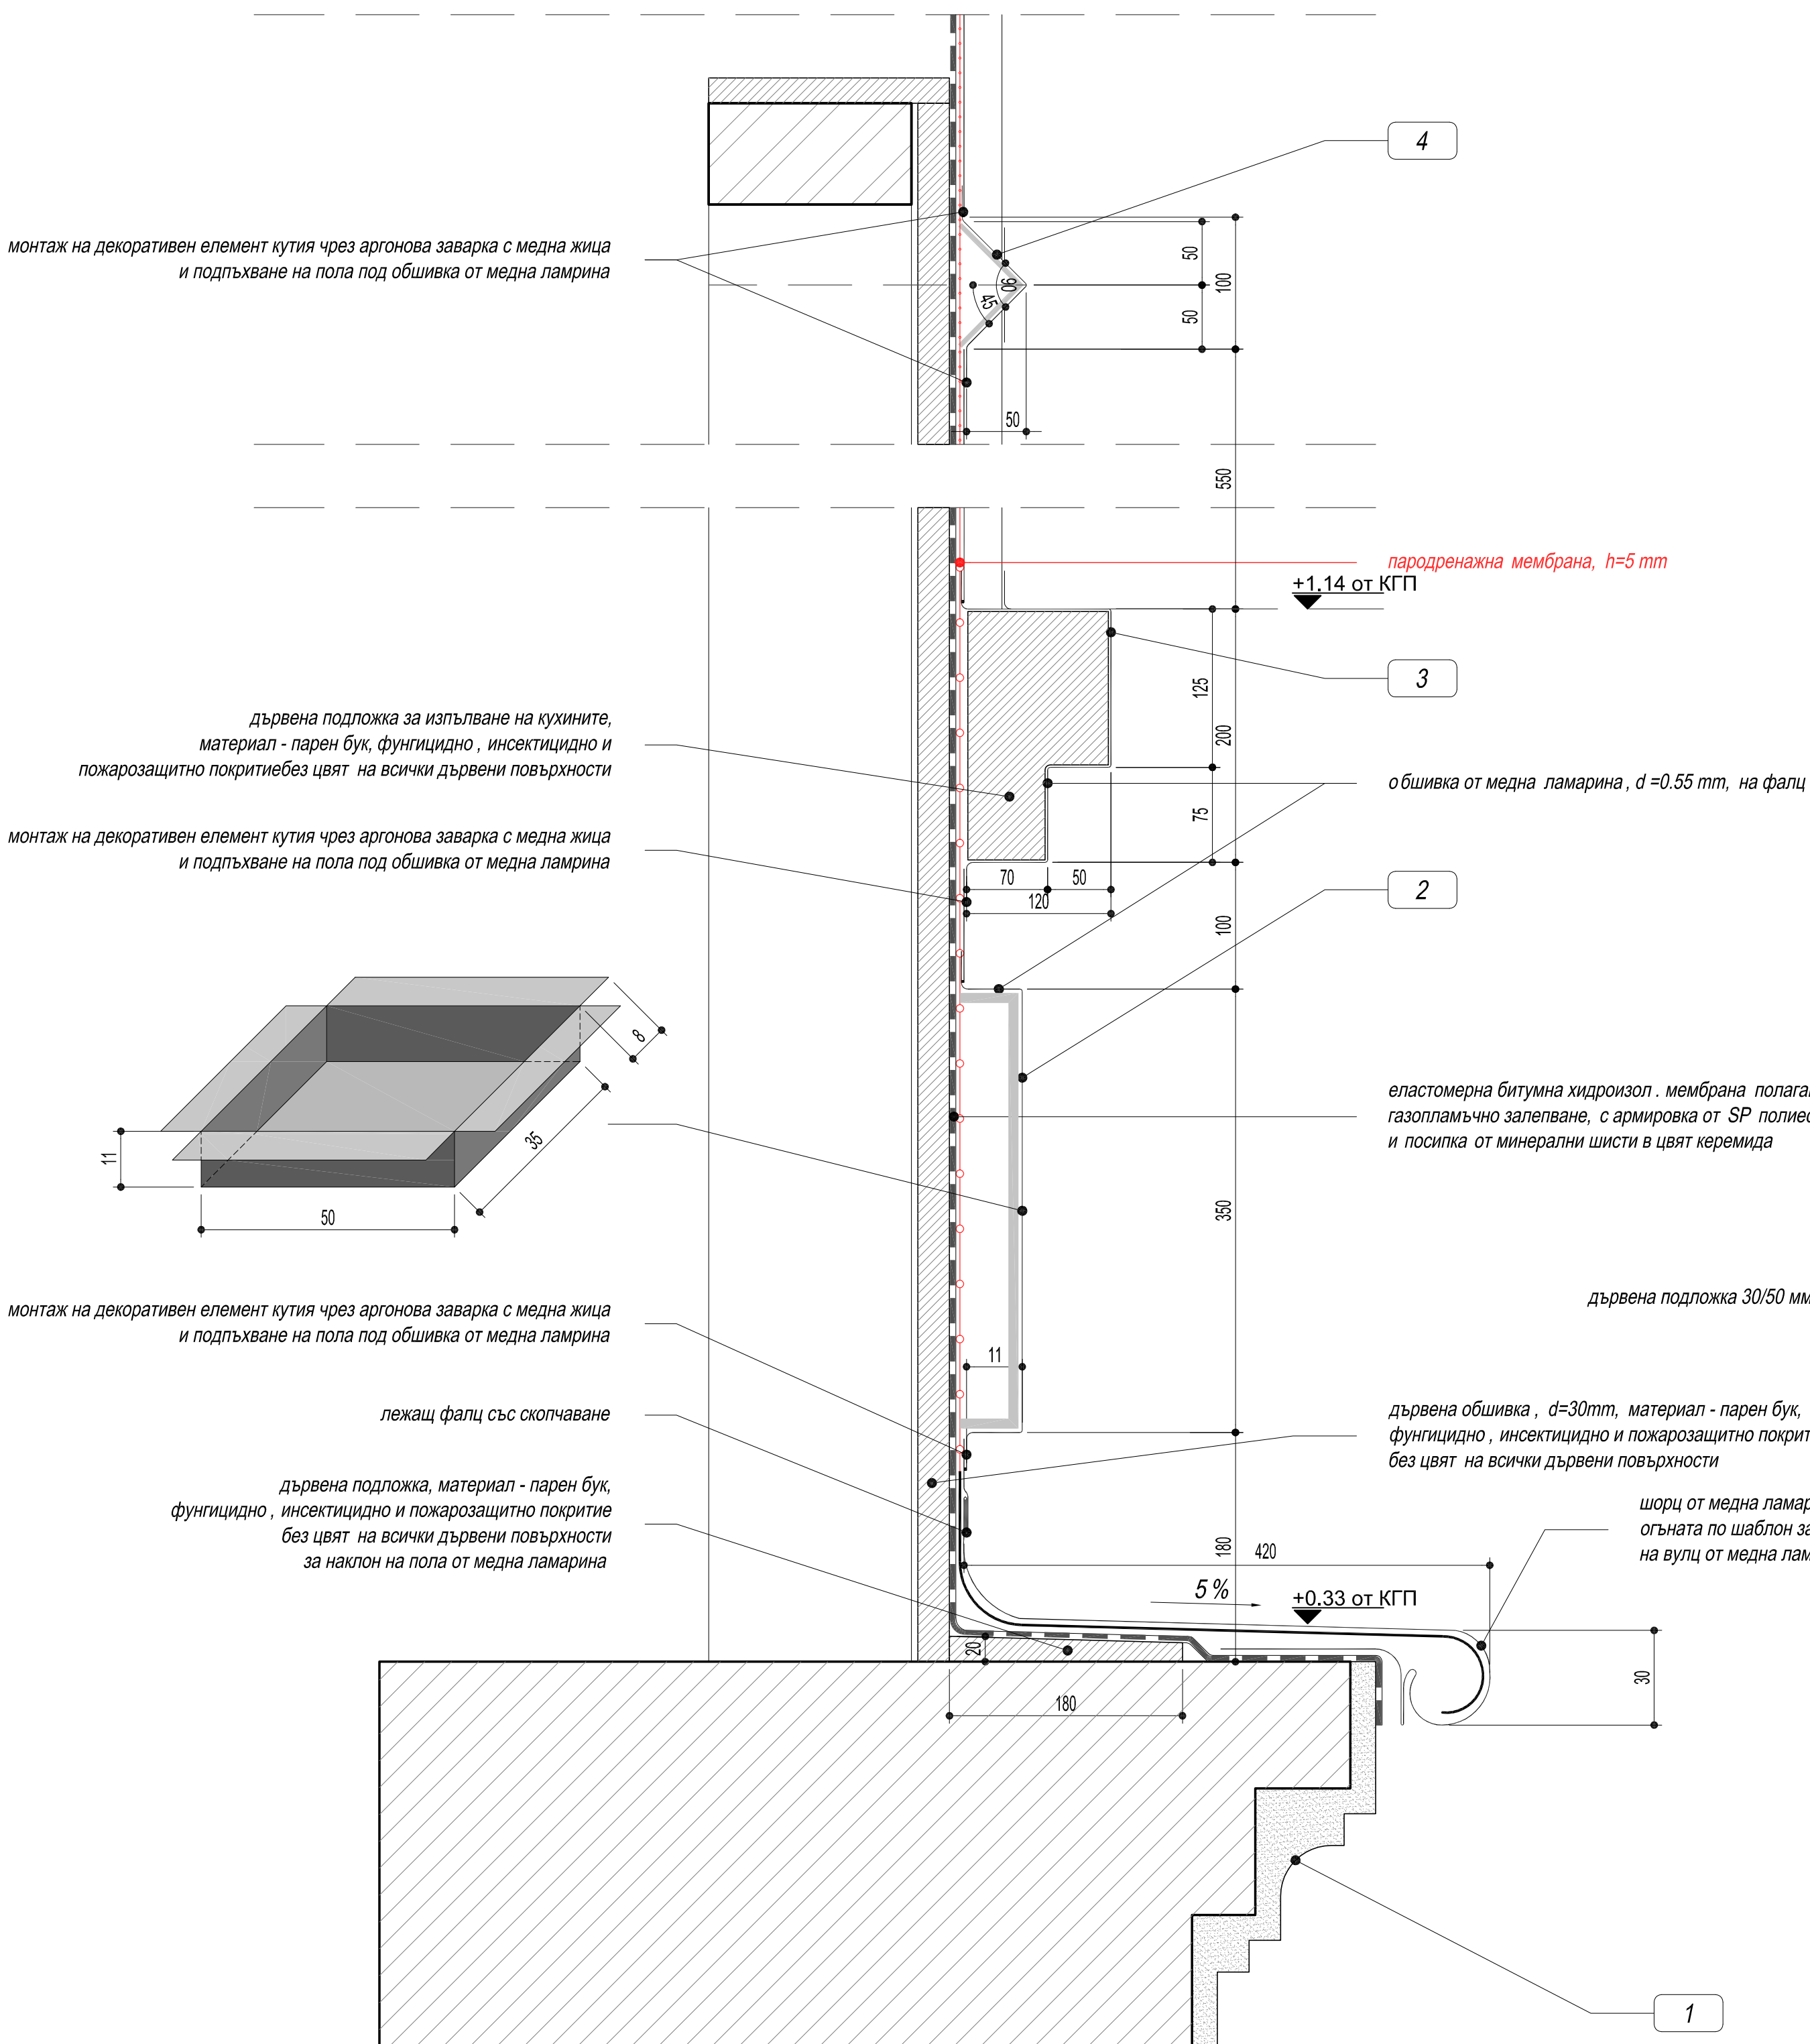 4
монтаж на декоративен елемент кутия чрез аргонова заварка с медна жица
и подпъхване на пола под обшивка от медна ламрина
50
100
50
90
45
50
550
пародренажна мембрана, h=5 mm
+1.14 от КГП
3
125
200
75
дървена подложка за изпълване на кухините,
материал - парен бук, фунгицидно , инсектицидно и
пожарозащитно покритиебез цвят на всички дървени повърхности
обшивка от медна ламарина , d =0.55 mm, на фалц
монтаж на декоративен елемент кутия чрез аргонова заварка с медна жица
и подпъхване на пола под обшивка от медна ламрина
70
50
120
2
100
8
35
11
50
еластомерна битумна хидроизол . мембрана
газопламъчно залепване, с армировка от SP
и посипка от минерални шисти в цвят керемида
350
дървена подложка 30/50 мм
монтаж на декоративен елемент кутия чрез аргонова заварка с медна жица
и подпъхване на пола под обшивка от медна ламрина
11
лежащ фалц със скопчаване
дървена обшивка , d=30mm, материал - парен бук,
фунгицидно , инсектицидно и пожарозащитно
без цвят на всички дървени повърхности
дървена подложка, материал - парен бук,
фунгицидно , инсектицидно и пожарозащитно покритие
без цвят на всички дървени повърхности
за наклон на пола от медна ламарина
шорц от медна
огъната по шаблон за
на вулц от медна
180
420
5 %
+0.33 от КГП
20
180
30
1